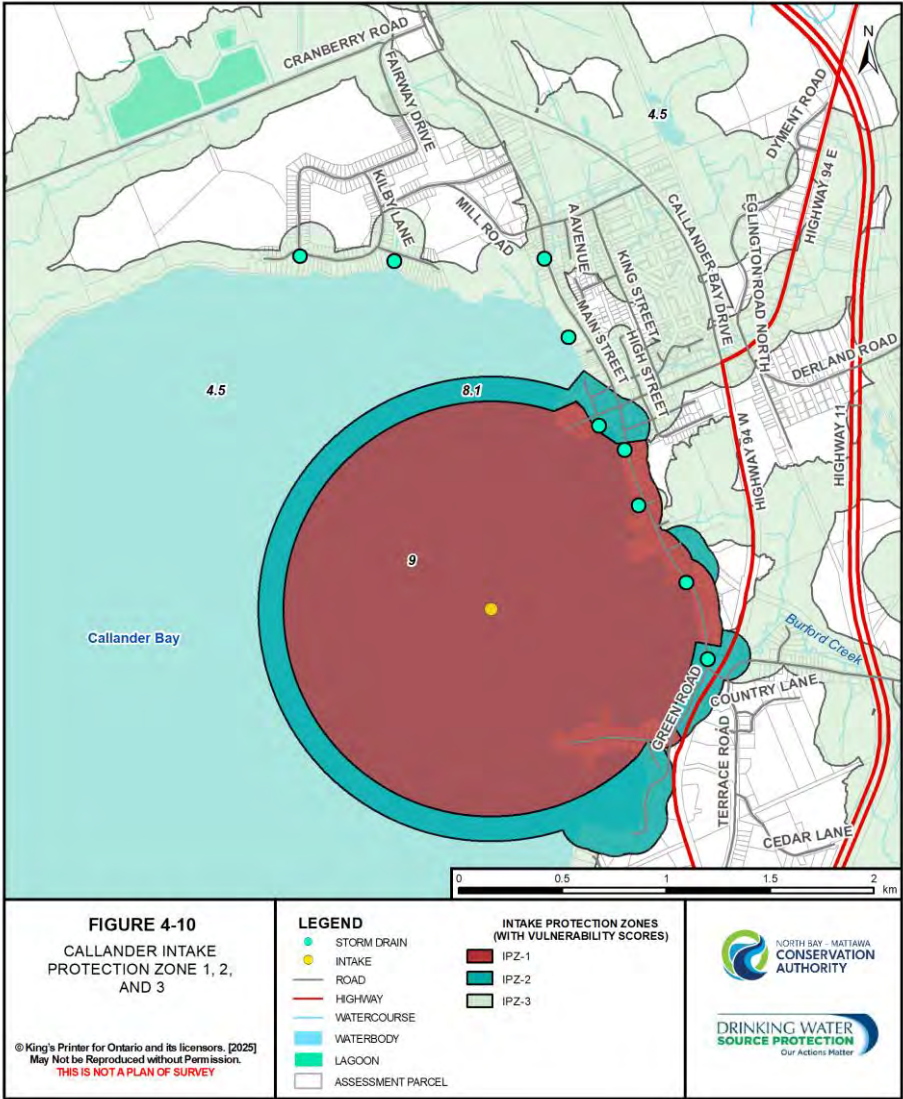 N
CRANBERRY ROAD
FAIRWAY DRIVE
KILBY LANE
MILL ROAD
A AVENUE
KING STREET
MAIN STREET
HIGH STREET
CALLANDER BAY DRIVE
EGLINGTON ROAD NORTH
DYMENT ROAD
HIGHWAY 94 E
DERLAND ROAD
HIGHWAY 94 W
HIGHWAY 11
4.5
4.5
8.1
9
Callander Bay
Burford Creek
GREEN ROAD
COUNTRY LANE
TERRACE ROAD
CEDAR LANE
0 0.5 1 1.5 2
km
FIGURE 4-10
CALLANDER INTAKE
PROTECTION ZONE 1, 2,
AND 3
© King's Printer for Ontario and its licensors. [2025]
May Not be Reproduced without Permission.
THIS IS NOT A PLAN OF SURVEY
LEGEND
STORM DRAIN
INTAKE
ROAD
HIGHWAY
WATERCOURSE
WATERBODY
LAGOON
ASSESSMENT PARCEL
INTAKE PROTECTION ZONES
(WITH VULNERABILITY SCORES)
IPZ-1
IPZ-2
IPZ-3
NORTH BAY - MATTAWA
CONSERVATION
AUTHORITY
DRINKING WATER
SOURCE PROTECTION
Our Actions Matter